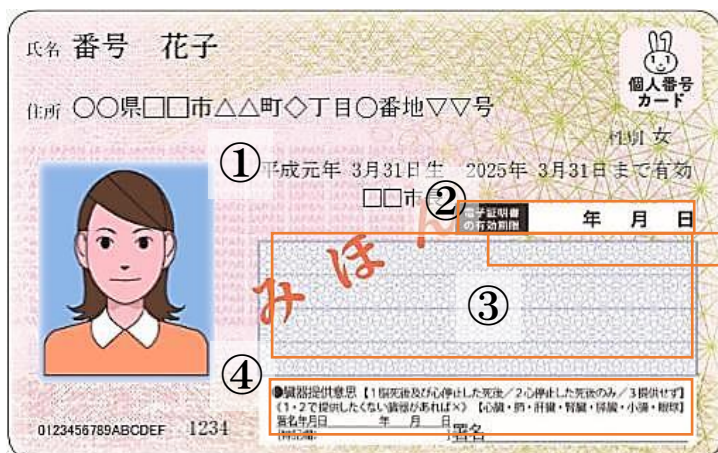 氏名 番号 花子
個人番号
カード
住所 ○○県□□市△△町◇丁目○番地▽▽号
性別 女
① 平成元年 3月31日生 2025年 3月31日まで有効
□□市長
② 電子証明書
の有効期限 年 月 日
みほん
③
④
臓器提供意思【1脳死後及び心停止した死後/2心停止した死後のみ/3提供せず】
《1・2で提供したくない臓器があれば×》【心臓・肺・肝臓・腎臓・膵臓・小腸・眼球】
署名年月日 年 月 日
署名
0123456789ABCDEF 1234